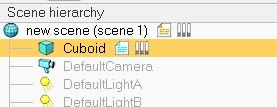 Scene hierarchy
new scene (scene 1)
Cuboid
DefaultCamera
DefaultLightA
DefaultLightB